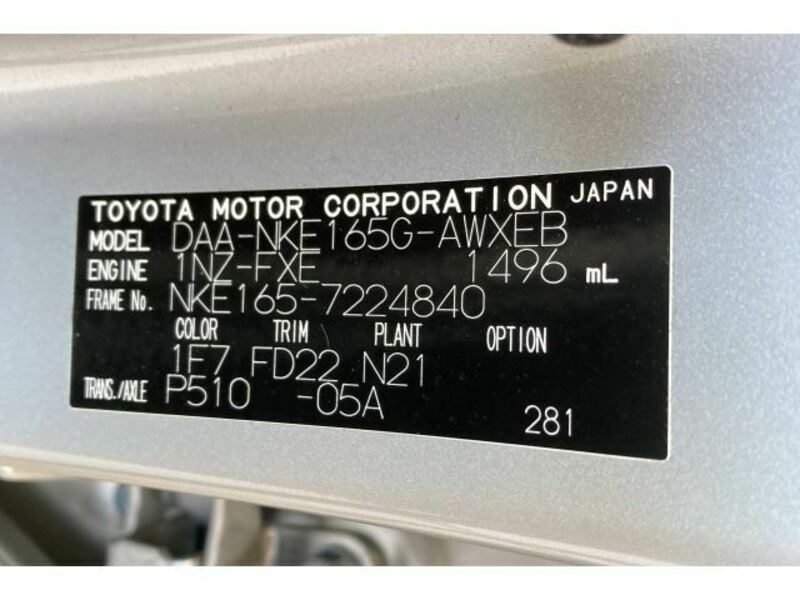 TOYOTA MOTOR CORPORATION JAPAN
MODEL DAA-NKE165G-AWXEB
ENGINE 1NZ-FXE 1496 mL
FRAME No. NKE165-7224840
COLOR TRIM PLANT OPTION
1F7 FD22 N21
TRANS./AXLE P510 -05A
281